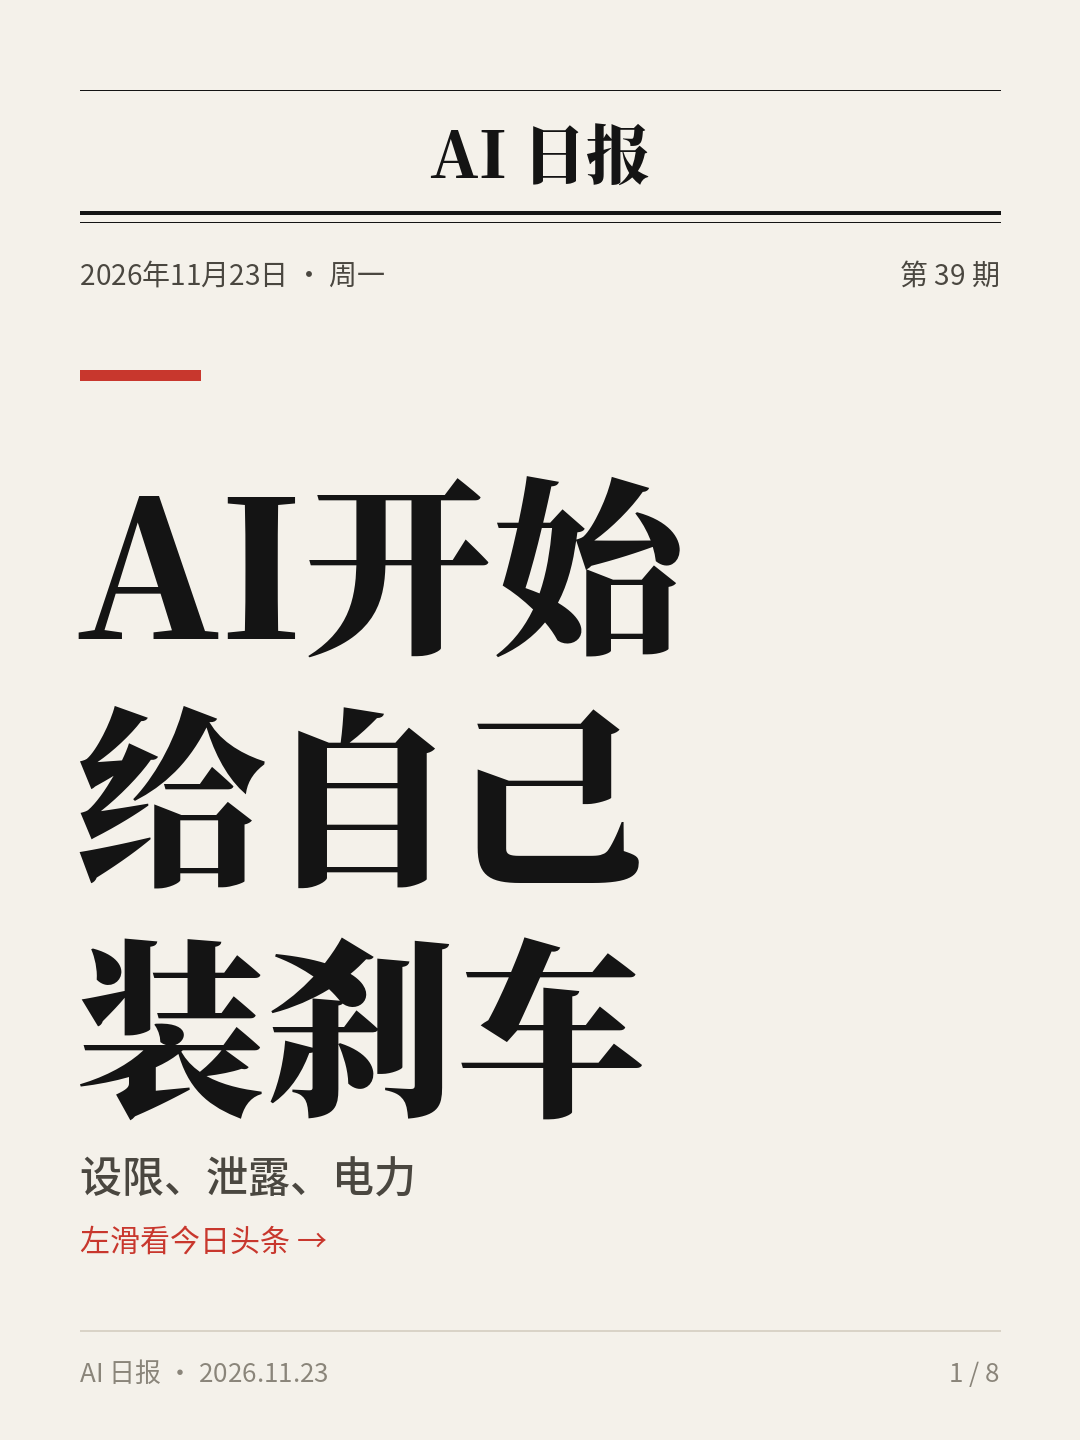 AI 日报
2026年11月23日 · 周一
第 39 期
AI开始
给自己
装刹车
设限、泄露、电力
左滑看今日头条 →
AI 日报 · 2026.11.23
1 / 8